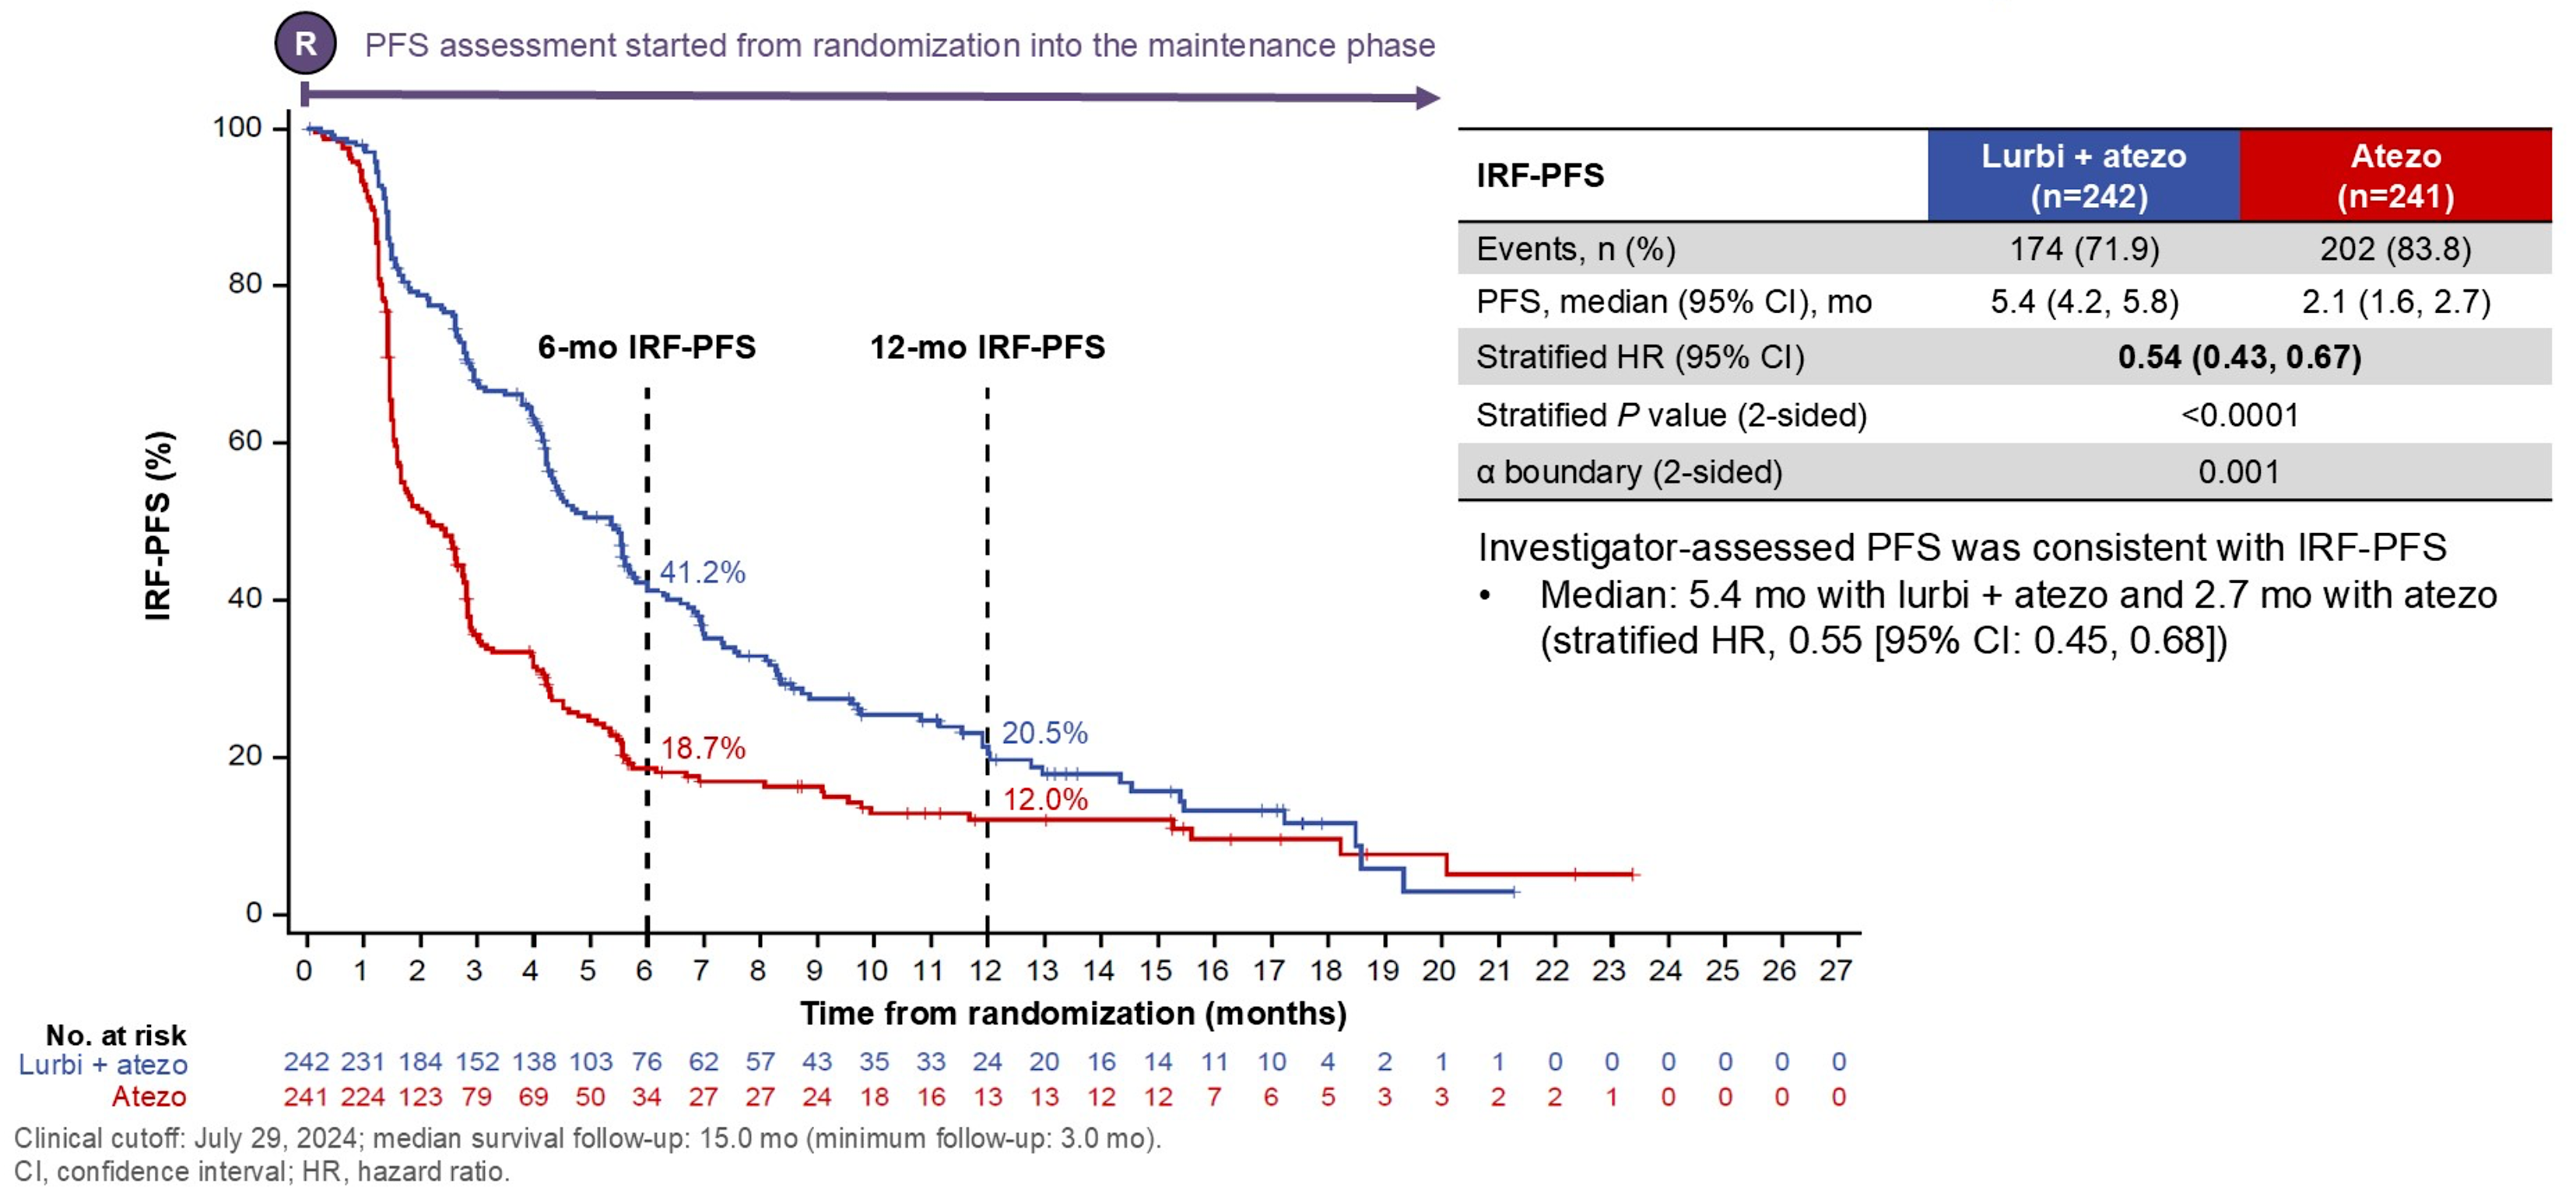 R PFS assessment started from randomization into the maintenance phase
IRF-PFS (%)
100
80
60
40
20
0
6-mo IRF-PFS
12-mo IRF-PFS
41.2%
18.7%
20.5%
12.0%
0 1 2 3 4 5 6 7 8 9 10 11 12 13 14 15 16 17 18 19 20 21 22 23 24 25 26 27
Time from randomization (months)
No. at risk
Lurbi + atezo 242 231 184 152 138 103 76 62 57 43 35 33 24 20 16 14 11 10 4 2 1 1 0 0 0 0 0 0
Atezo 241 224 123 79 69 50 34 27 27 24 18 16 13 13 12 12 7 6 5 3 3 2 2 1 0 0 0 0
IRF-PFS
Lurbi + atezo
(n=242)
Atezo
(n=241)
Events, n (%) 174 (71.9) 202 (83.8)
PFS, median (95% CI), mo 5.4 (4.2, 5.8) 2.1 (1.6, 2.7)
Stratified HR (95% CI) 0.54 (0.43, 0.67)
Stratified P value (2-sided) <0.0001
α boundary (2-sided) 0.001
Investigator-assessed PFS was consistent with IRF-PFS
• Median: 5.4 mo with lurbi + atezo and 2.7 mo with atezo
(stratified HR, 0.55 [95% CI: 0.45, 0.68])
Clinical cutoff: July 29, 2024; median survival follow-up: 15.0 mo (minimum follow-up: 3.0 mo).
CI, confidence interval; HR, hazard ratio.